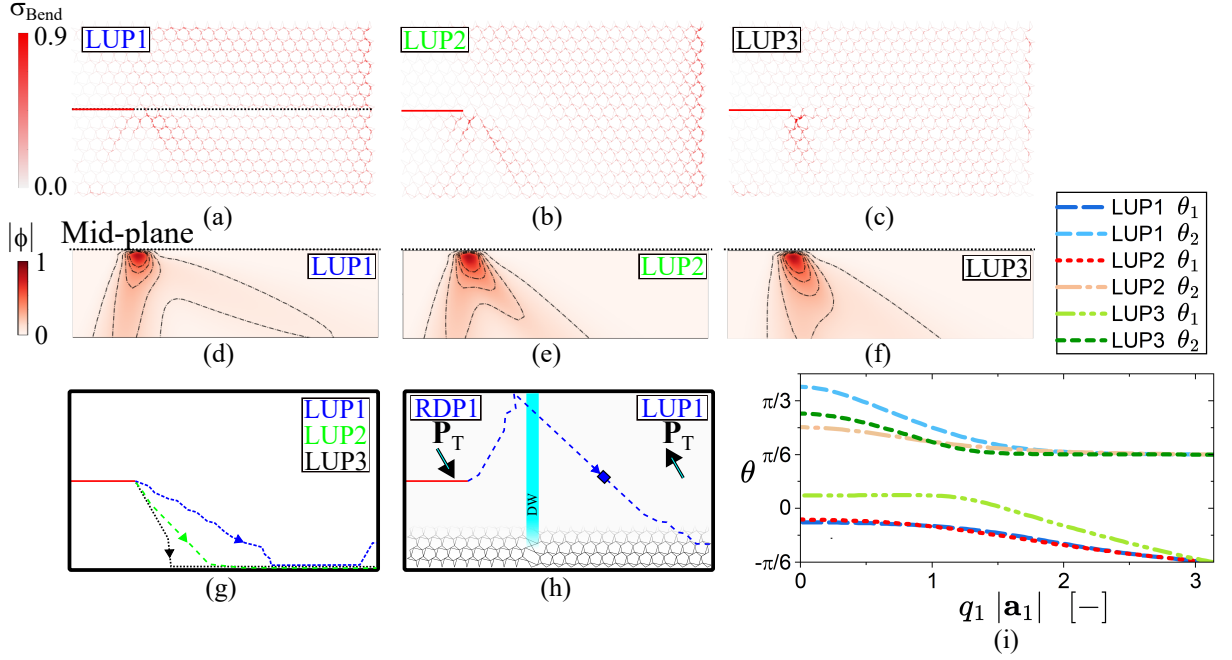 σBend
0.9
0.0
LUP1
LUP2
LUP3
(a)
(b)
(c)
|ϕ|
1
0
Mid-plane
LUP1
LUP2
LUP3
(d)
(e)
(f)
LUP1 θ1
LUP1 θ2
LUP2 θ1
LUP2 θ2
LUP3 θ1
LUP3 θ2
LUP1
LUP2
LUP3
(g)
RDP1
LUP1
PT
PT
DW
(h)
θ
π/3
π/6
0
-π/6
0
1
2
3
q1 |a1| [−]
(i)